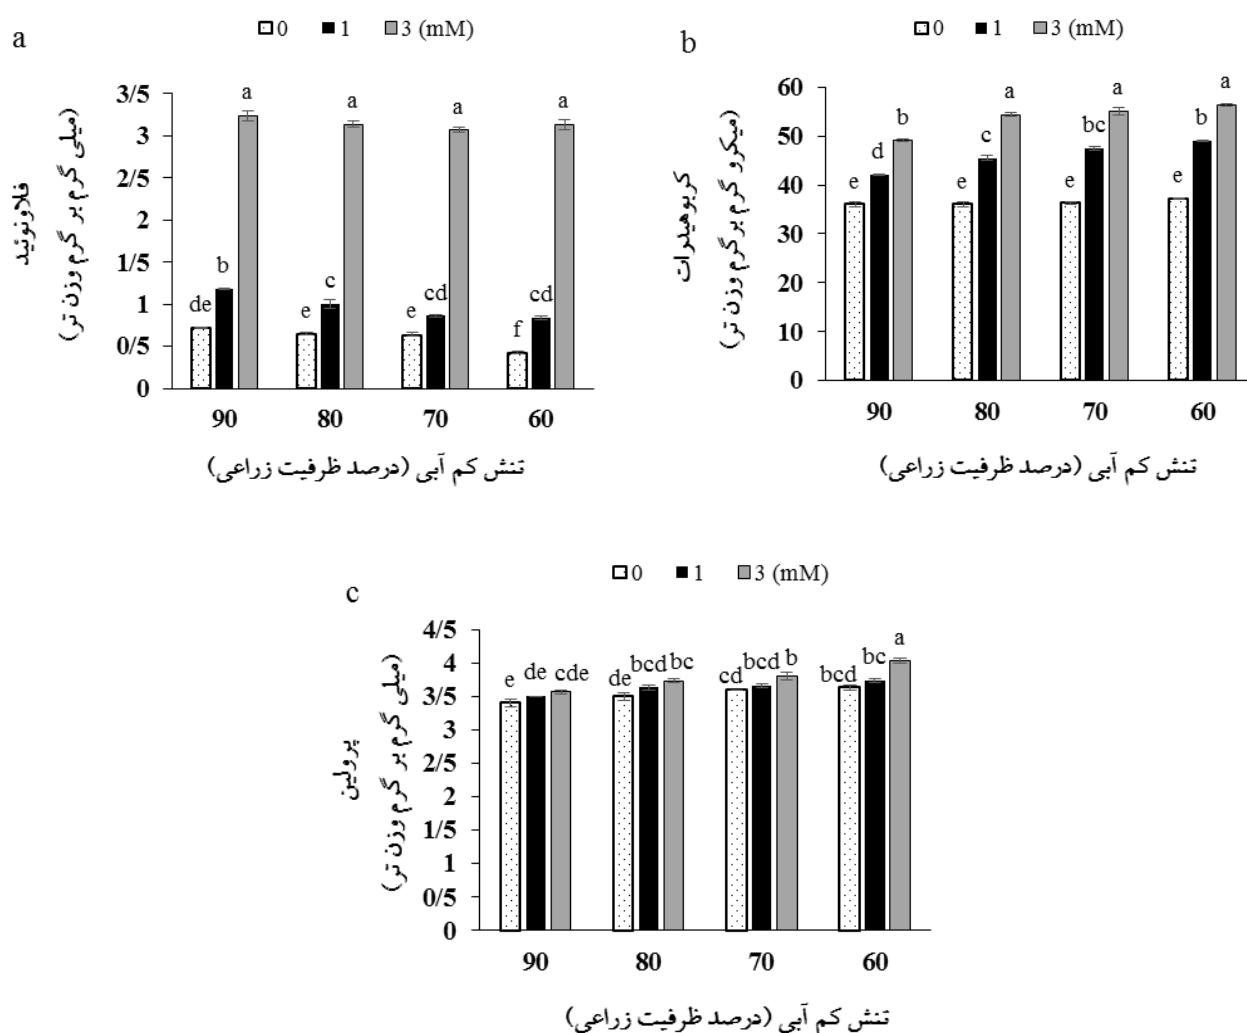 a
0 1 3 (mM)
3/5
3
2/5
2
1/5
1
0/5
0
فلاونوئید
(میلی گرم بر گرم وزن تر)
de b a
e c a
e cd a
f cd a
90 80 70 60
تنش کم آبی (درصد ظرفیت زراعی)
b
0 1 3 (mM)
60
50
40
30
20
10
0
کربوهیدرات
(میکرو گرم برگرم وزن تر)
e d b
e c a
e bc a
e b a
90 80 70 60
تنش کم آبی (درصد ظرفیت زراعی)
c
0 1 3 (mM)
4/5
4
3/5
3
2/5
2
1/5
1
0/5
0
پرولین
(میلی گرم بر گرم وزن تر)
e de cde
de bcd bc
cd bcd b
bcd bc a
90 80 70 60
تنش کم آبی (درصد ظرفیت زراعی)